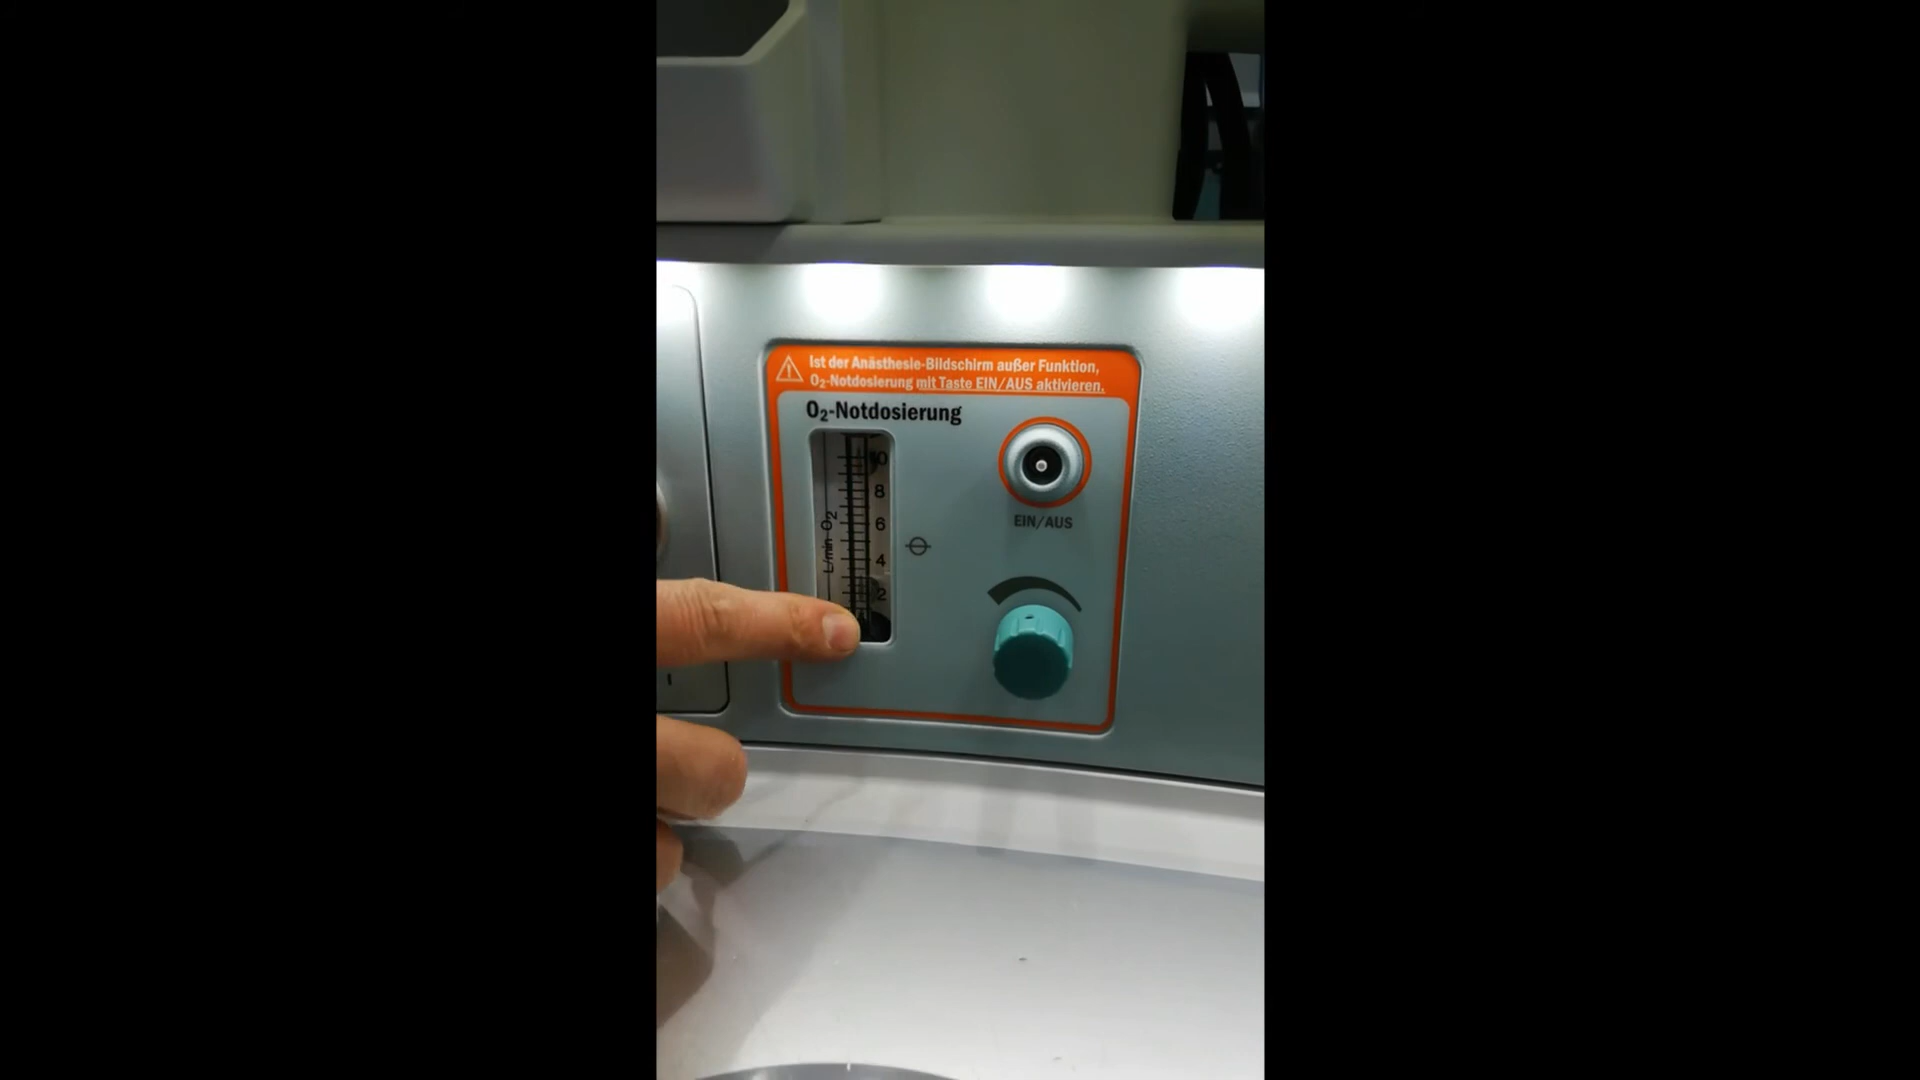 Ist der Anästhesie-Bildschirm außer Funktion,
O₂-Notdosierung mit Taste EIN/AUS aktivieren.
O₂-Notdosierung
10
8
6
4
2
L/min O₂
EIN/AUS